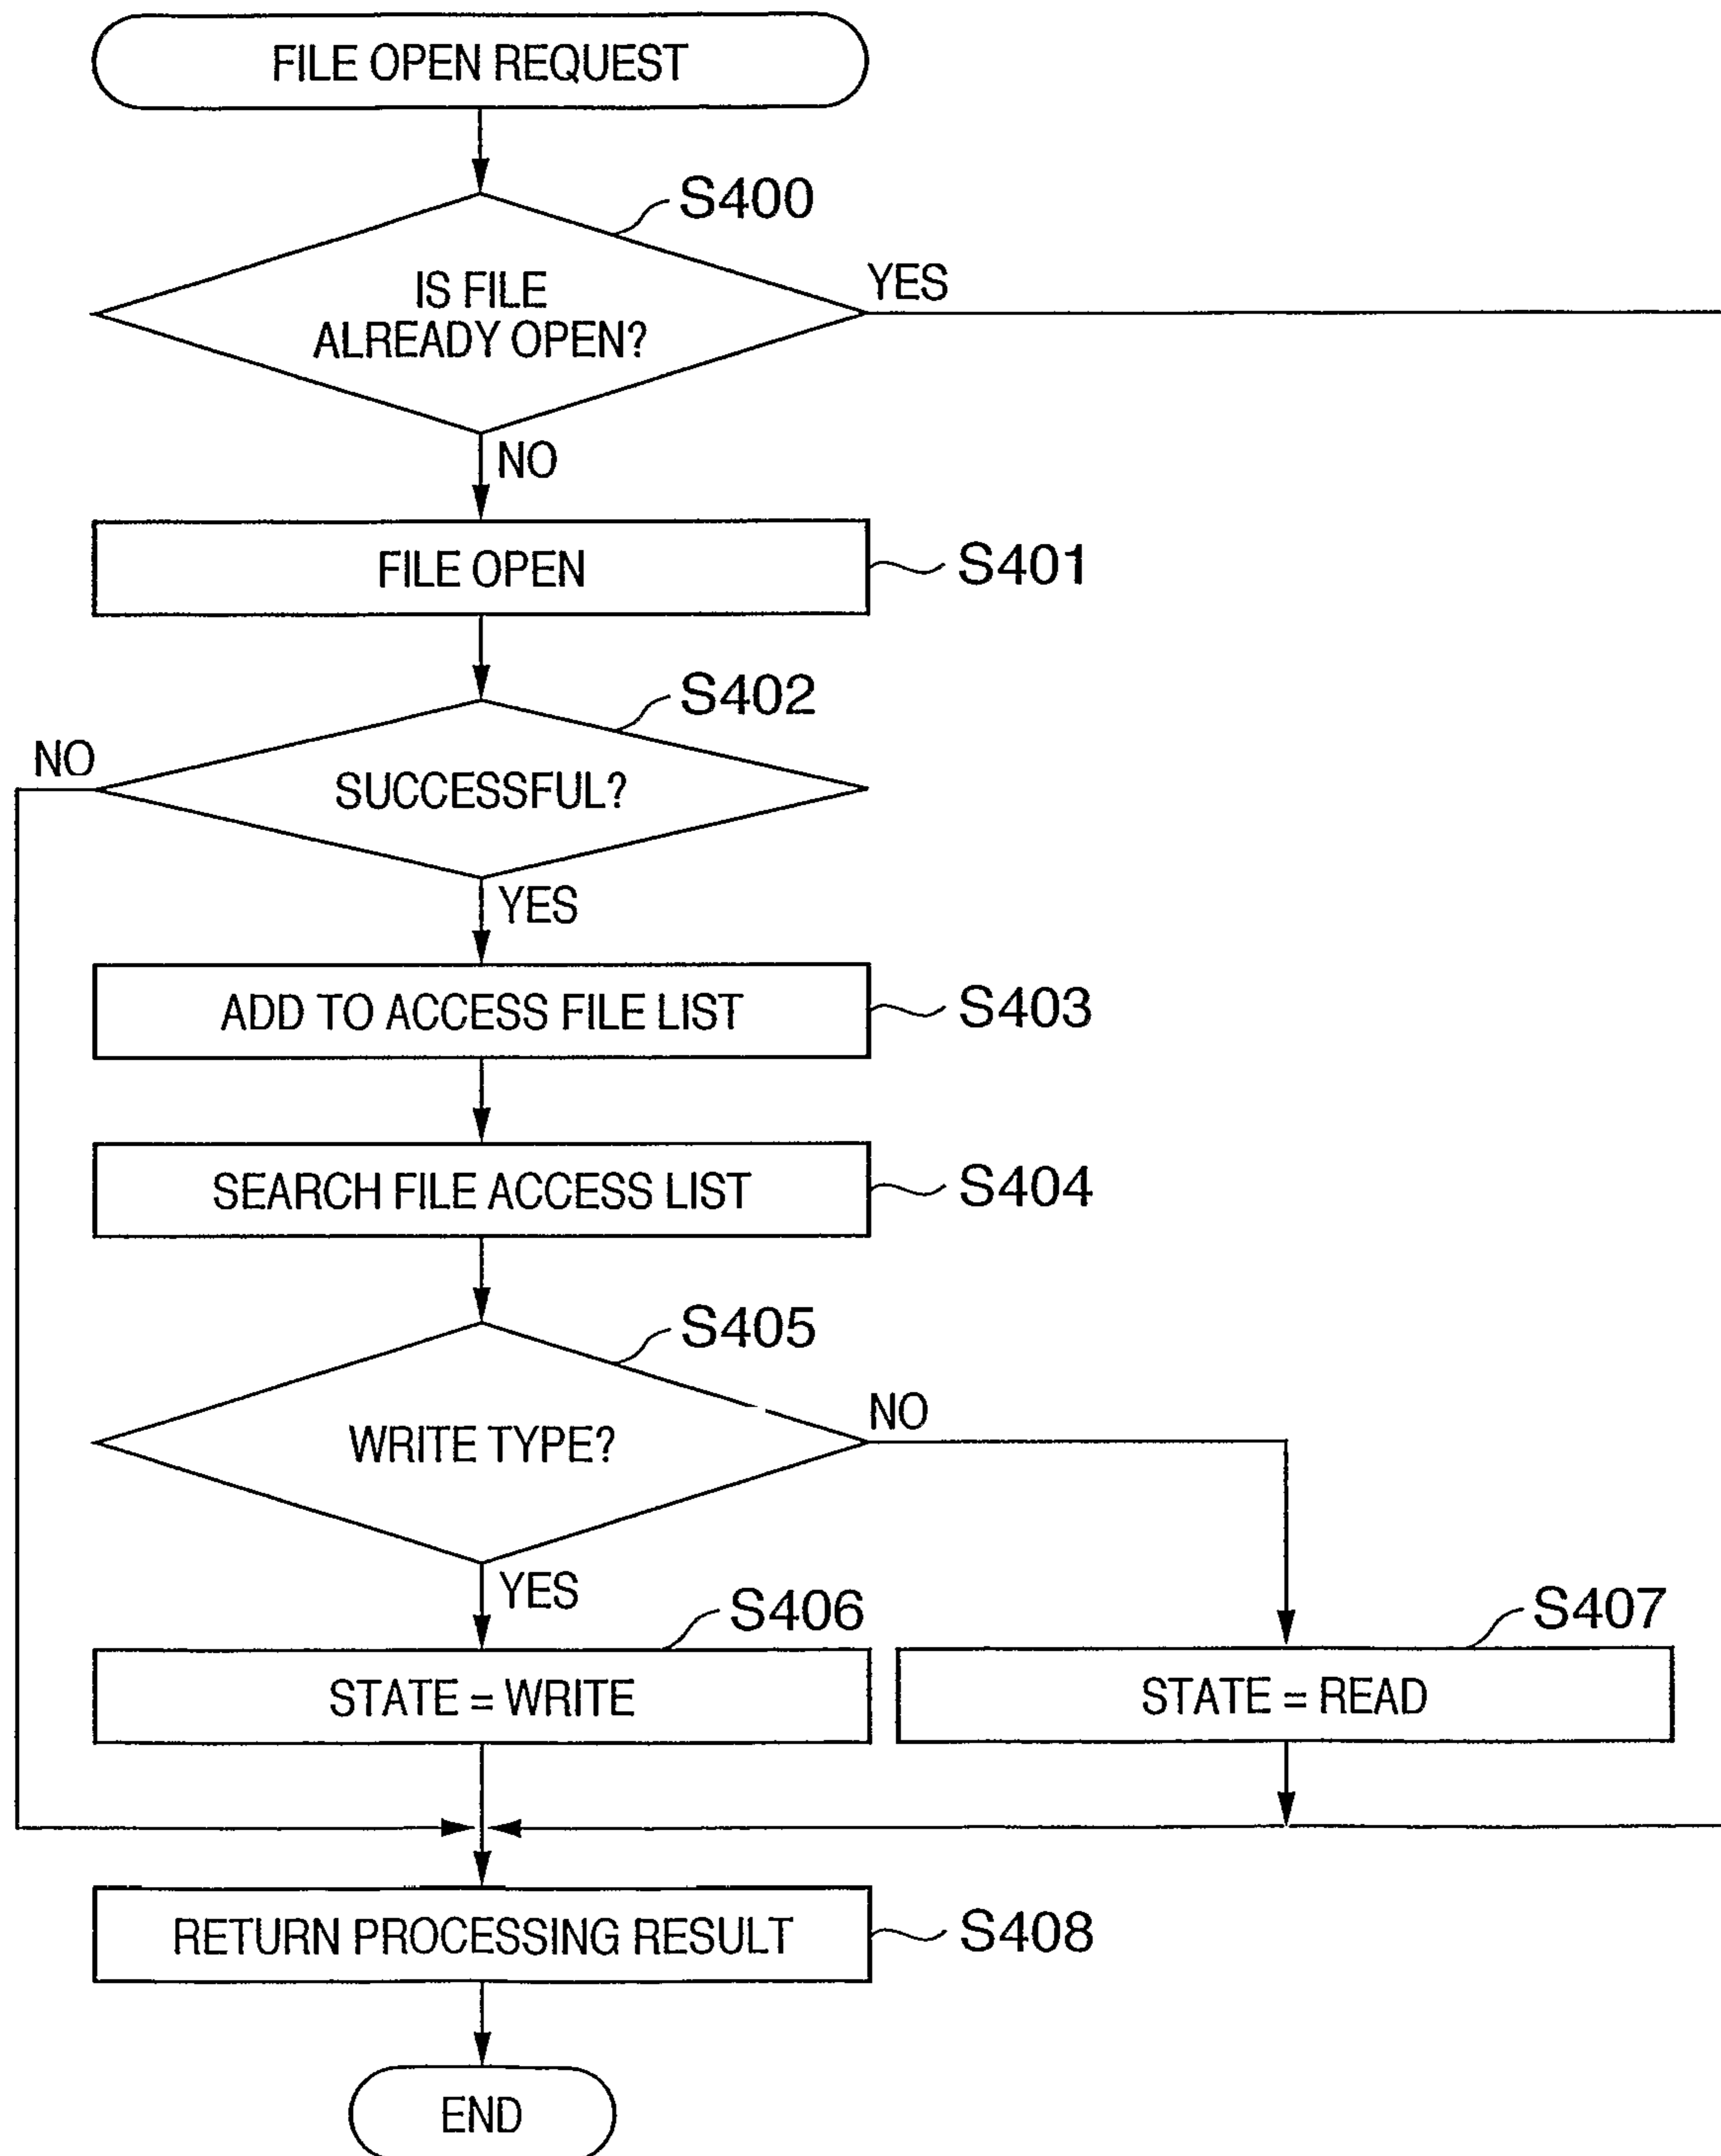 FILE OPEN REQUEST
S400
IS FILE
ALREADY OPEN?
YES
NO
FILE OPEN
S401
S402
NO
SUCCESSFUL?
YES
ADD TO ACCESS FILE LIST
S403
SEARCH FILE ACCESS LIST
S404
S405
WRITE TYPE?
NO
YES
S406
S407
STATE = WRITE
STATE = READ
RETURN PROCESSING RESULT
S408
END